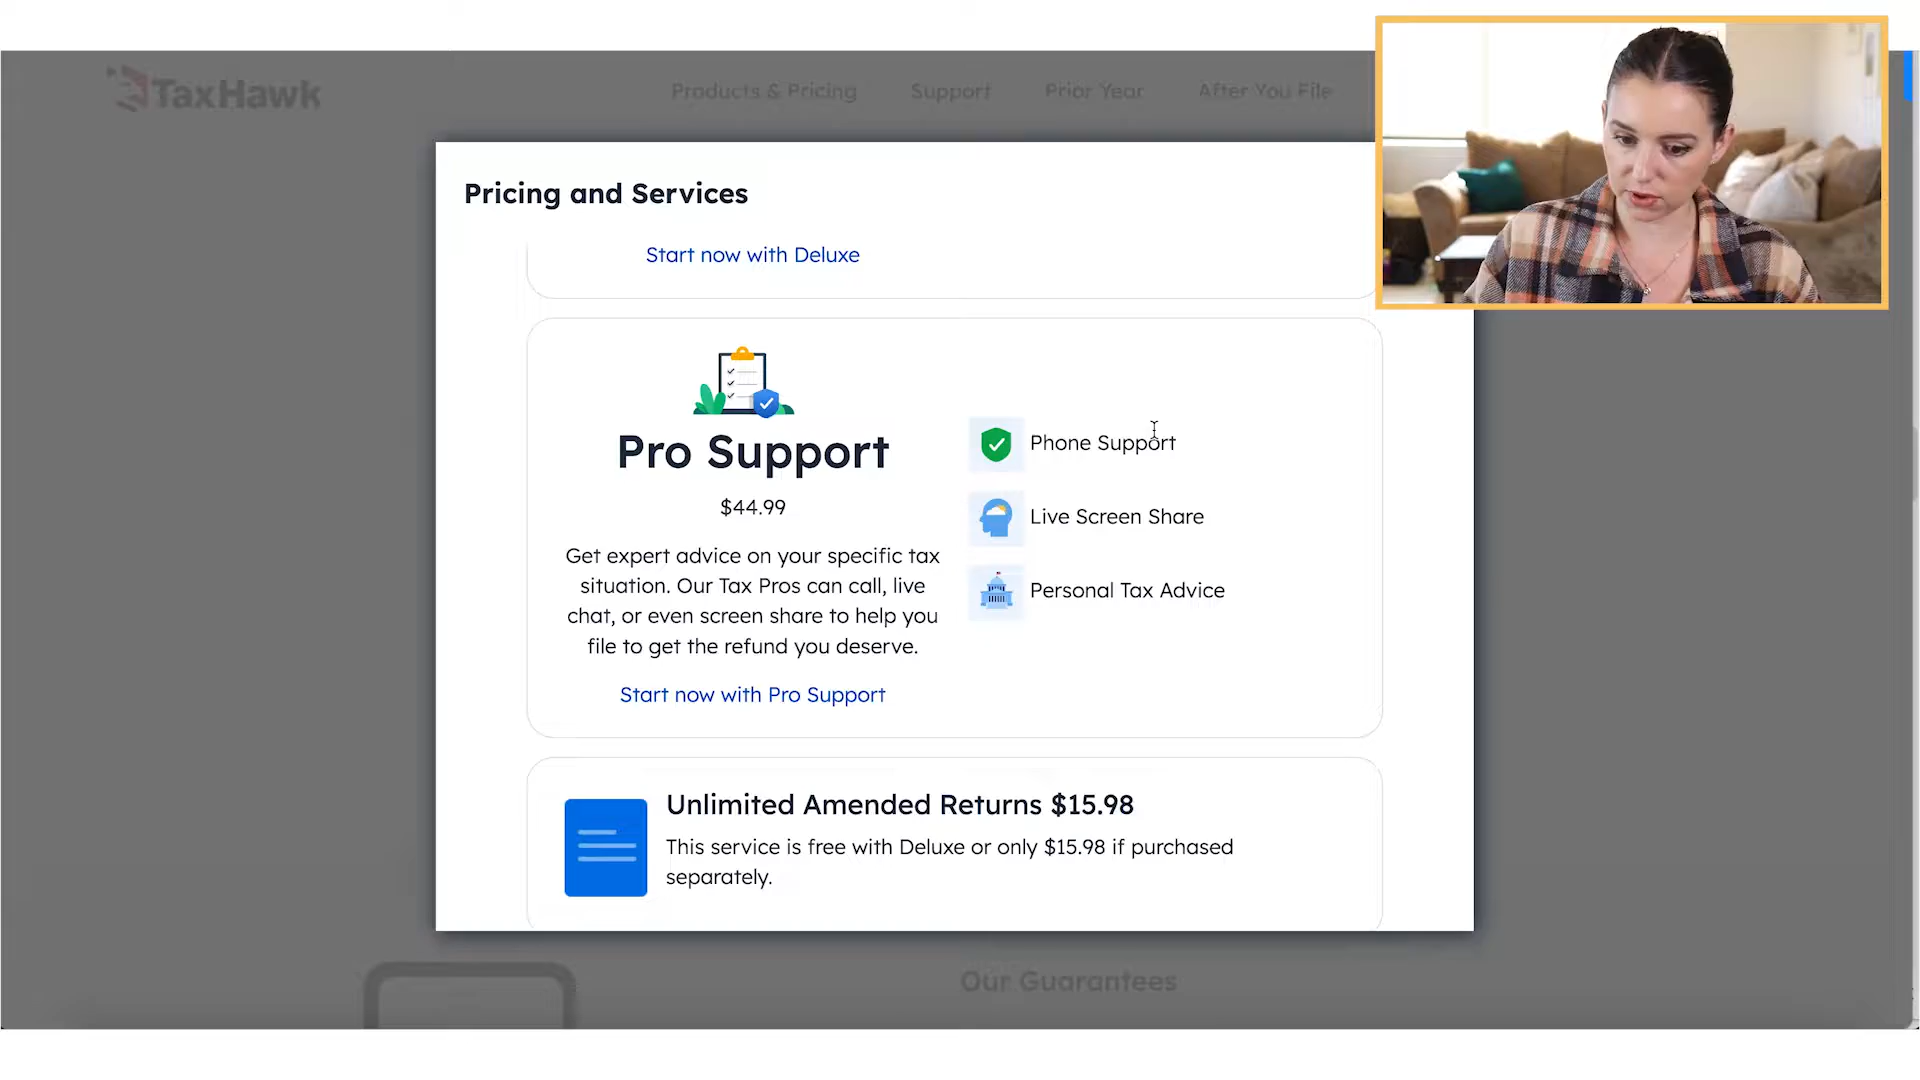 TaxHawk
Products & Pricing
Support
Prior Year
After You File
Pricing and Services
Start now with Deluxe
Pro Support
$44.99
Get expert advice on your specific tax
situation. Our Tax Pros can call, live
chat, or even screen share to help you
file to get the refund you deserve.
Start now with Pro Support
Phone Support
Live Screen Share
Personal Tax Advice
Unlimited Amended Returns $15.98
This service is free with Deluxe or only $15.98 if purchased
separately.
Our Guarantees